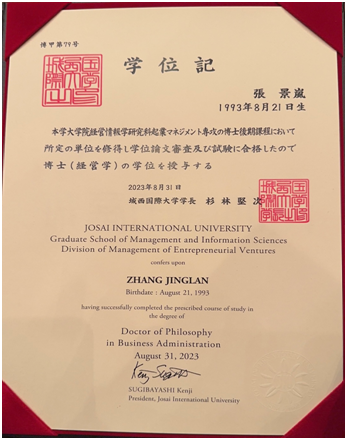 博甲第79号
学位記
張 景嵐
1993年8月21日生
本学大学院経営情報学研究科起業マネジメント専攻の博士後期課程において
所定の単位を修得し学位論文審査及び試験に合格したので
博士(経営学)の学位を授与する
2023年8月31日
城西国際大学学長 杉林堅次
JOSAI INTERNATIONAL UNIVERSITY
Graduate School of Management and Information Sciences
Division of Management of Entrepreneurial Ventures
confers upon
ZHANG JINGLAN
Birthdate : August 21, 1993
having successfully completed the prescribed course of study in
the degree of
Doctor of Philosophy
in Business Administration
August 31, 2023
SUGIBAYASHI Kenji
President, Josai International University